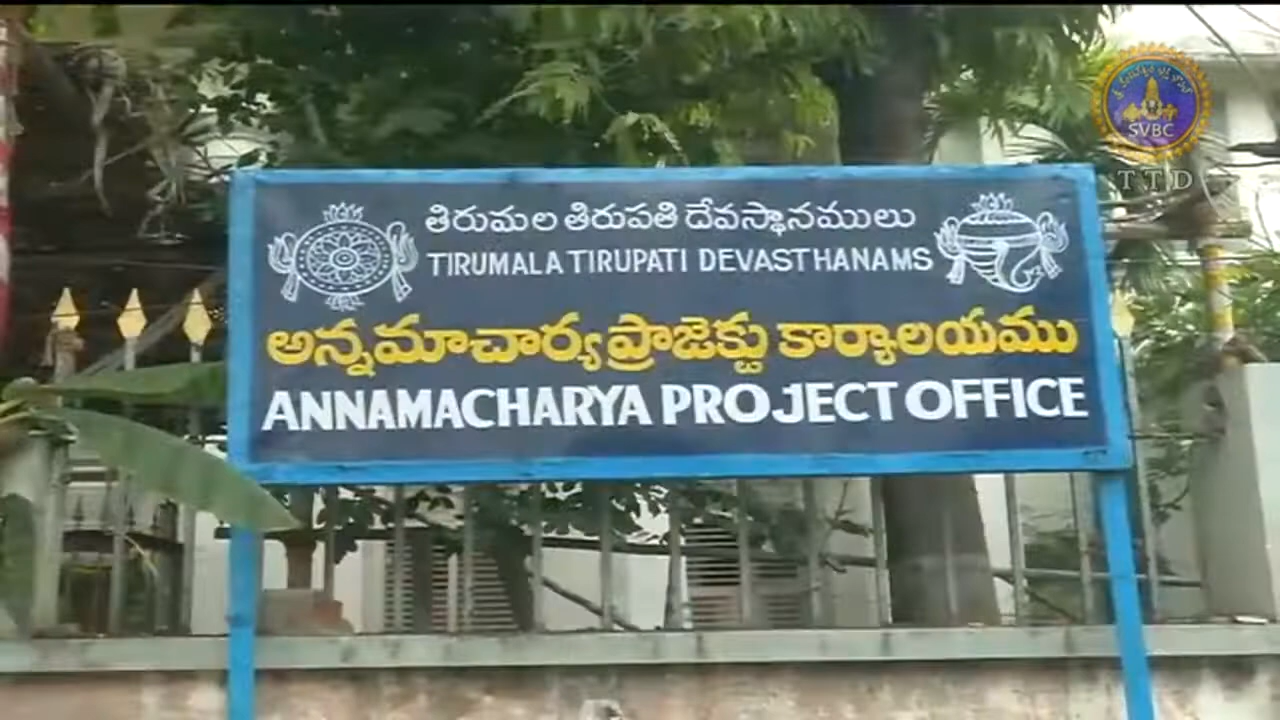 తిరుమల తిరుపతి దేవస్థానములు
TIRUMALA TIRUPATI DEVASTHANAMS
అన్నమాచార్య ప్రాజెక్టు కార్యాలయము
ANNAMACHARYA PROJECT OFFICE
SVBC
TTD